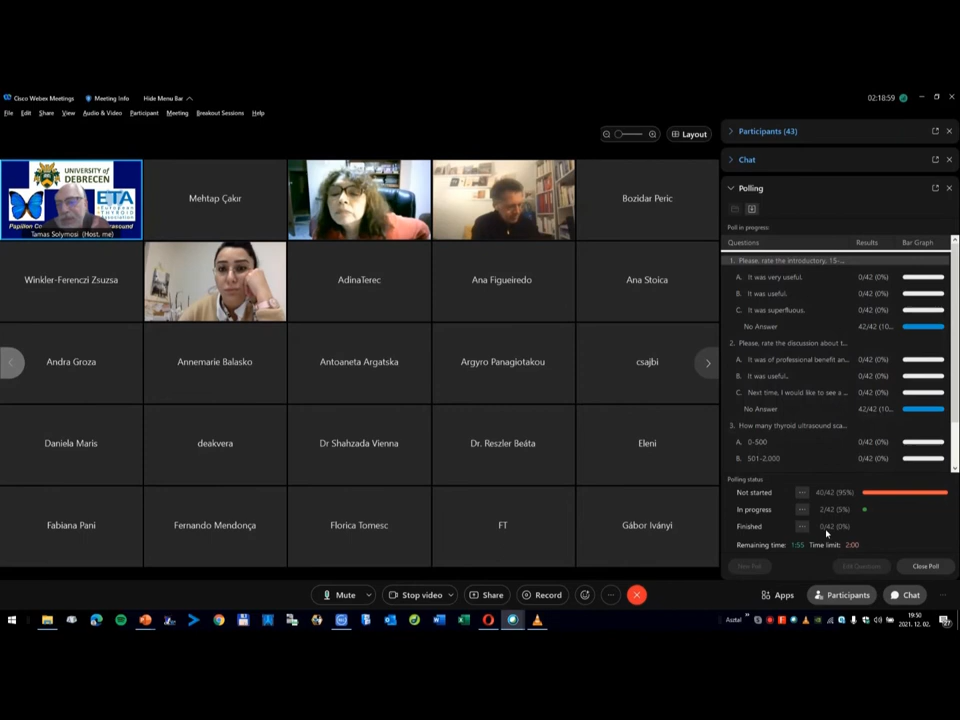 Cisco Webex Meetings Meeting Info Hide Menu Bar
02:18:59
File Edit Share View Audio & Video Participant Meeting Breakout Sessions Help
Layout
UNIVERSITY of
DEBRECEN
ETA
Tamas Solymosi (Host, me)
Mehtap Çakır
Bozidar Peric
Winkler-Ferenczi Zsuzsa
AdinaTerec
Ana Figueiredo
Ana Stoica
Andra Groza
Annemarie Balasko
Antoaneta Argatska
Argyro Panagiotakou
csajbi
Daniela Maris
deakvera
Dr Shahzada Vienna
Dr. Reszler Beáta
Eleni
Fabiana Pani
Fernando Mendonça
Florica Tomesc
FT
Gábor Iványi
Participants (43)
Chat
Polling
Poll in progress:
Questions Results Bar Graph
1. Please, rate the introductory, 15-...
A. It was very useful. 0/42 (0%)
B. It was useful. 0/42 (0%)
C. It was superfluous. 0/42 (0%)
No Answer 42/42 (10...
2. Please, rate the discussion about t...
A. It was of professional benefit an... 0/42 (0%)
B. It was useful.. 0/42 (0%)
C. Next time, I would like to see a ... 0/42 (0%)
No Answer 42/42 (10...
3. How many thyroid ultrasound sca...
A. 0-500 0/42 (0%)
B. 501-2,000 0/42 (0%)
Polling status
Not started 40/42 (95%)
In progress 2/42 (5%)
Finished 0/42 (0%)
Remaining time: 1:55 Time limit: 2:00
New Poll Edit Questions Close Poll
Mute Stop video Share Record
Apps Participants Chat
Asztal
19:50
2021. 12. 02.